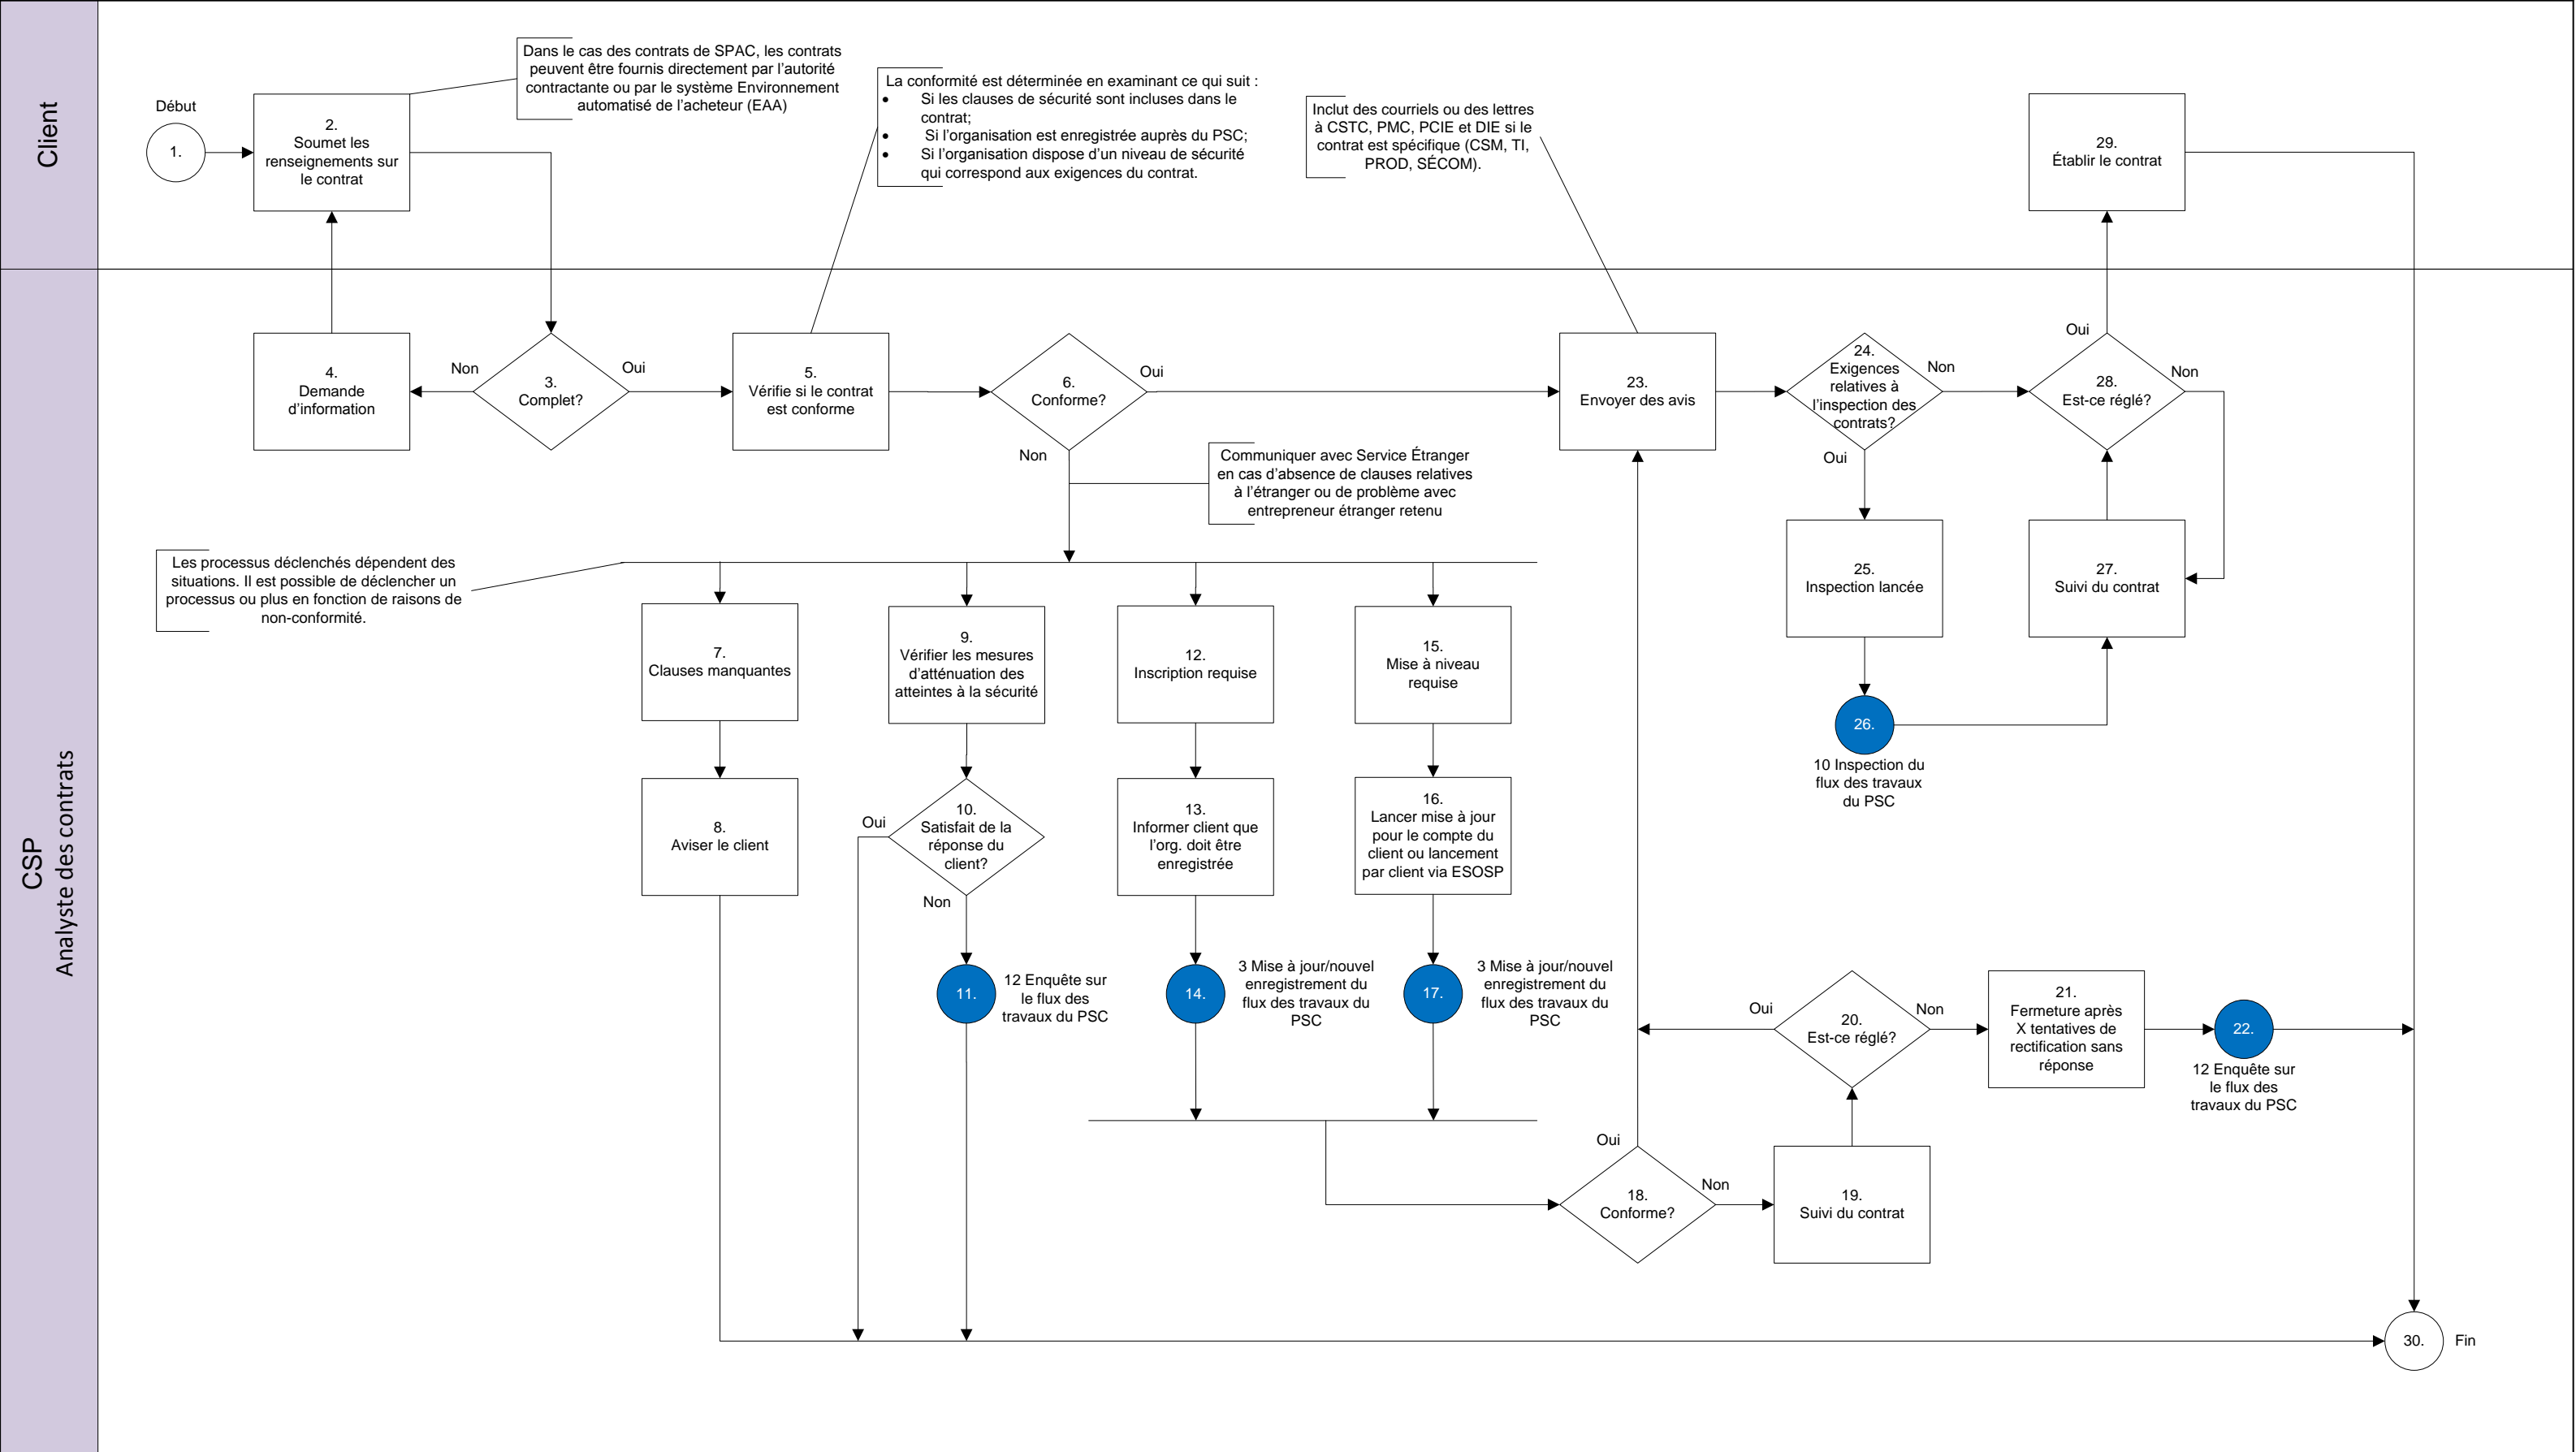 Client
Début
1.
2.
Soumet les
renseignements sur
le contrat
Dans le cas des contrats de SPAC, les contrats
peuvent être fournis directement par l’autorité
contractante ou par le système Environnement
automatisé de l’acheteur (EAA)
La conformité est déterminée en examinant ce qui suit :
• Si les clauses de sécurité sont incluses dans le
contrat;
• Si l’organisation est enregistrée auprès du PSC;
• Si l’organisation dispose d’un niveau de sécurité
qui correspond aux exigences du contrat.
Inclut des courriels ou des lettres
à CSTC, PMC, PCIE et DIE si le
contrat est spécifique (CSM, TI,
PROD, SÉCOM).
29.
Établir le contrat
CSP
Analyste des contrats
4.
Demande
d’information
Non
3.
Complet?
Oui
5.
Vérifie si le contrat
est conforme
6.
Conforme?
Oui
Non
23.
Envoyer des avis
24.
Exigences
relatives à
l’inspection des
contrats?
Non
Oui
28.
Est-ce réglé?
Oui
Non
Communiquer avec Service Étranger
en cas d’absence de clauses relatives
à l’étranger ou de problème avec
entrepreneur étranger retenu
Les processus déclenchés dépendent des
situations. Il est possible de déclencher un
processus ou plus en fonction de raisons de
non-conformité.
25.
Inspection lancée
27.
Suivi du contrat
7.
Clauses manquantes
9.
Vérifier les mesures
d’atténuation des
atteintes à la sécurité
12.
Inscription requise
15.
Mise à niveau
requise
26.
10 Inspection du
flux des travaux
du PSC
8.
Aviser le client
Oui
10.
Satisfait de la
réponse du
client?
Non
13.
Informer client que
l’org. doit être
enregistrée
16.
Lancer mise à jour
pour le compte du
client ou lancement
par client via ESOSP
11.
12 Enquête sur
le flux des
travaux du PSC
14.
3 Mise à jour/nouvel
enregistrement du
flux des travaux du
PSC
17.
3 Mise à jour/nouvel
enregistrement du
flux des travaux du
PSC
Oui
20.
Est-ce réglé?
Non
21.
Fermeture après
X tentatives de
rectification sans
réponse
22.
12 Enquête sur
le flux des
travaux du PSC
Oui
18.
Conforme?
Non
19.
Suivi du contrat
30.
Fin